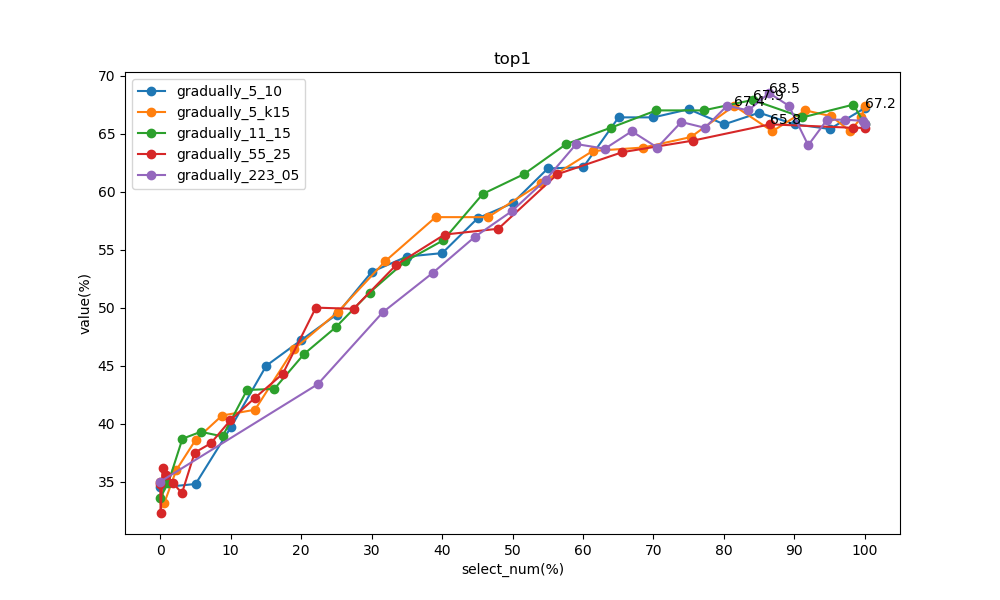 top1
gradually_5_10
gradually_5_k15
gradually_11_15
gradually_55_25
gradually_223_05
68.5
67.9
67.4
67.2
65.8
70
65
60
55
50
45
40
35
value(%)
0 10 20 30 40 50 60 70 80 90 100
select_num(%)